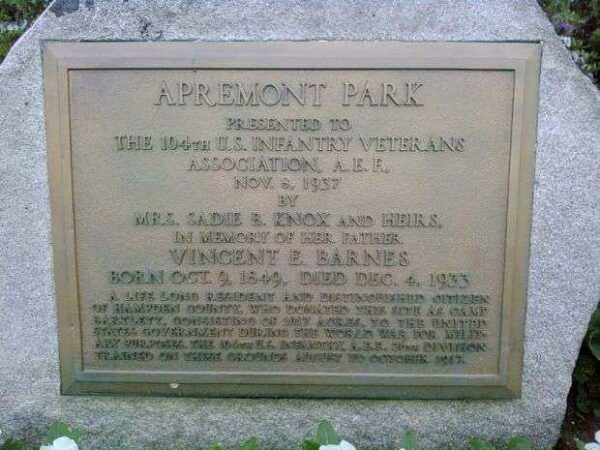 APREMONT PARK
PRESENTED TO
THE 104TH U.S. INFANTRY VETERANS
ASSOCIATION, A.E.F.,
NOV. 8, 1937
BY
MRS. SADIE B. KNOX AND HEIRS,
IN MEMORY OF HER FATHER
VINCENT E. BARNES
BORN OCT. 9, 1849, DIED DEC. 4, 1933
A LIFE LONG RESIDENT AND DISTINGUISHED CITIZEN
OF HAMPDEN COUNTY, WHO DONATED THIS SITE AS CAMP
BARTLETT, CONSISTING OF ACRES, TO THE UNITED
STATES GOVERNMENT DURING THE WORLD WAR FOR MILIT-
ARY PURPOSES. THE 104TH U.S. INFANTRY, A.E.F., 26TH DIVISION
TRAINED ON THESE GROUNDS AUGUST TO OCTOBER,